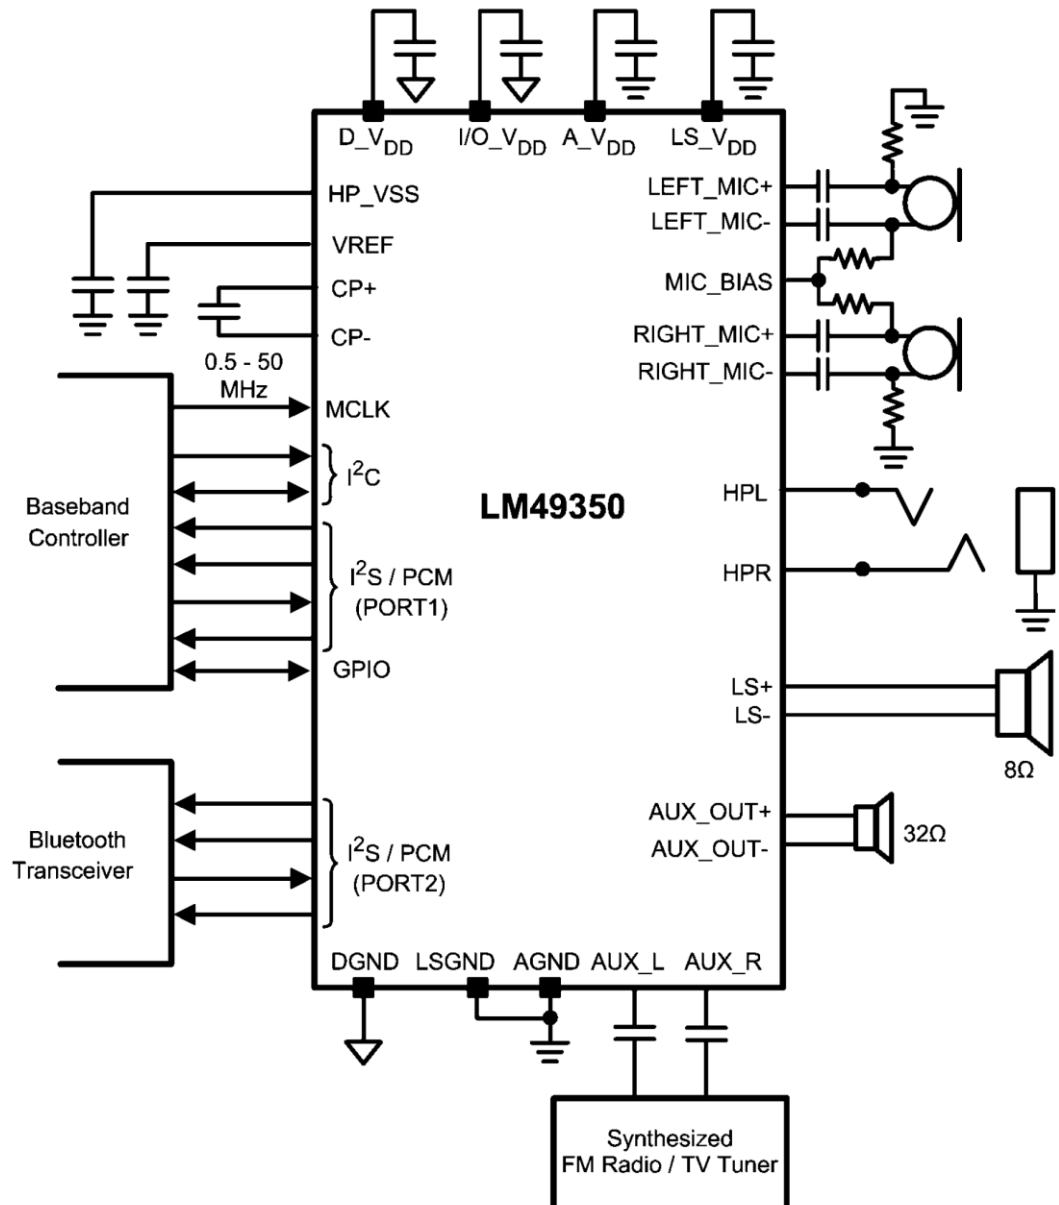 D_VDD
I/O_VDD
A_VDD
LS_VDD
HP_VSS
VREF
CP+
CP-
0.5 - 50
MHz
MCLK
I2C
I2S / PCM
(PORT1)
GPIO
Baseband
Controller
LM49350
LEFT_MIC+
LEFT_MIC-
MIC_BIAS
RIGHT_MIC+
RIGHT_MIC-
HPL
HPR
LS+
LS-
8Ω
AUX_OUT+
AUX_OUT-
32Ω
Bluetooth
Transceiver
I2S / PCM
(PORT2)
DGND
LSGND
AGND
AUX_L
AUX_R
Synthesized
FM Radio / TV Tuner